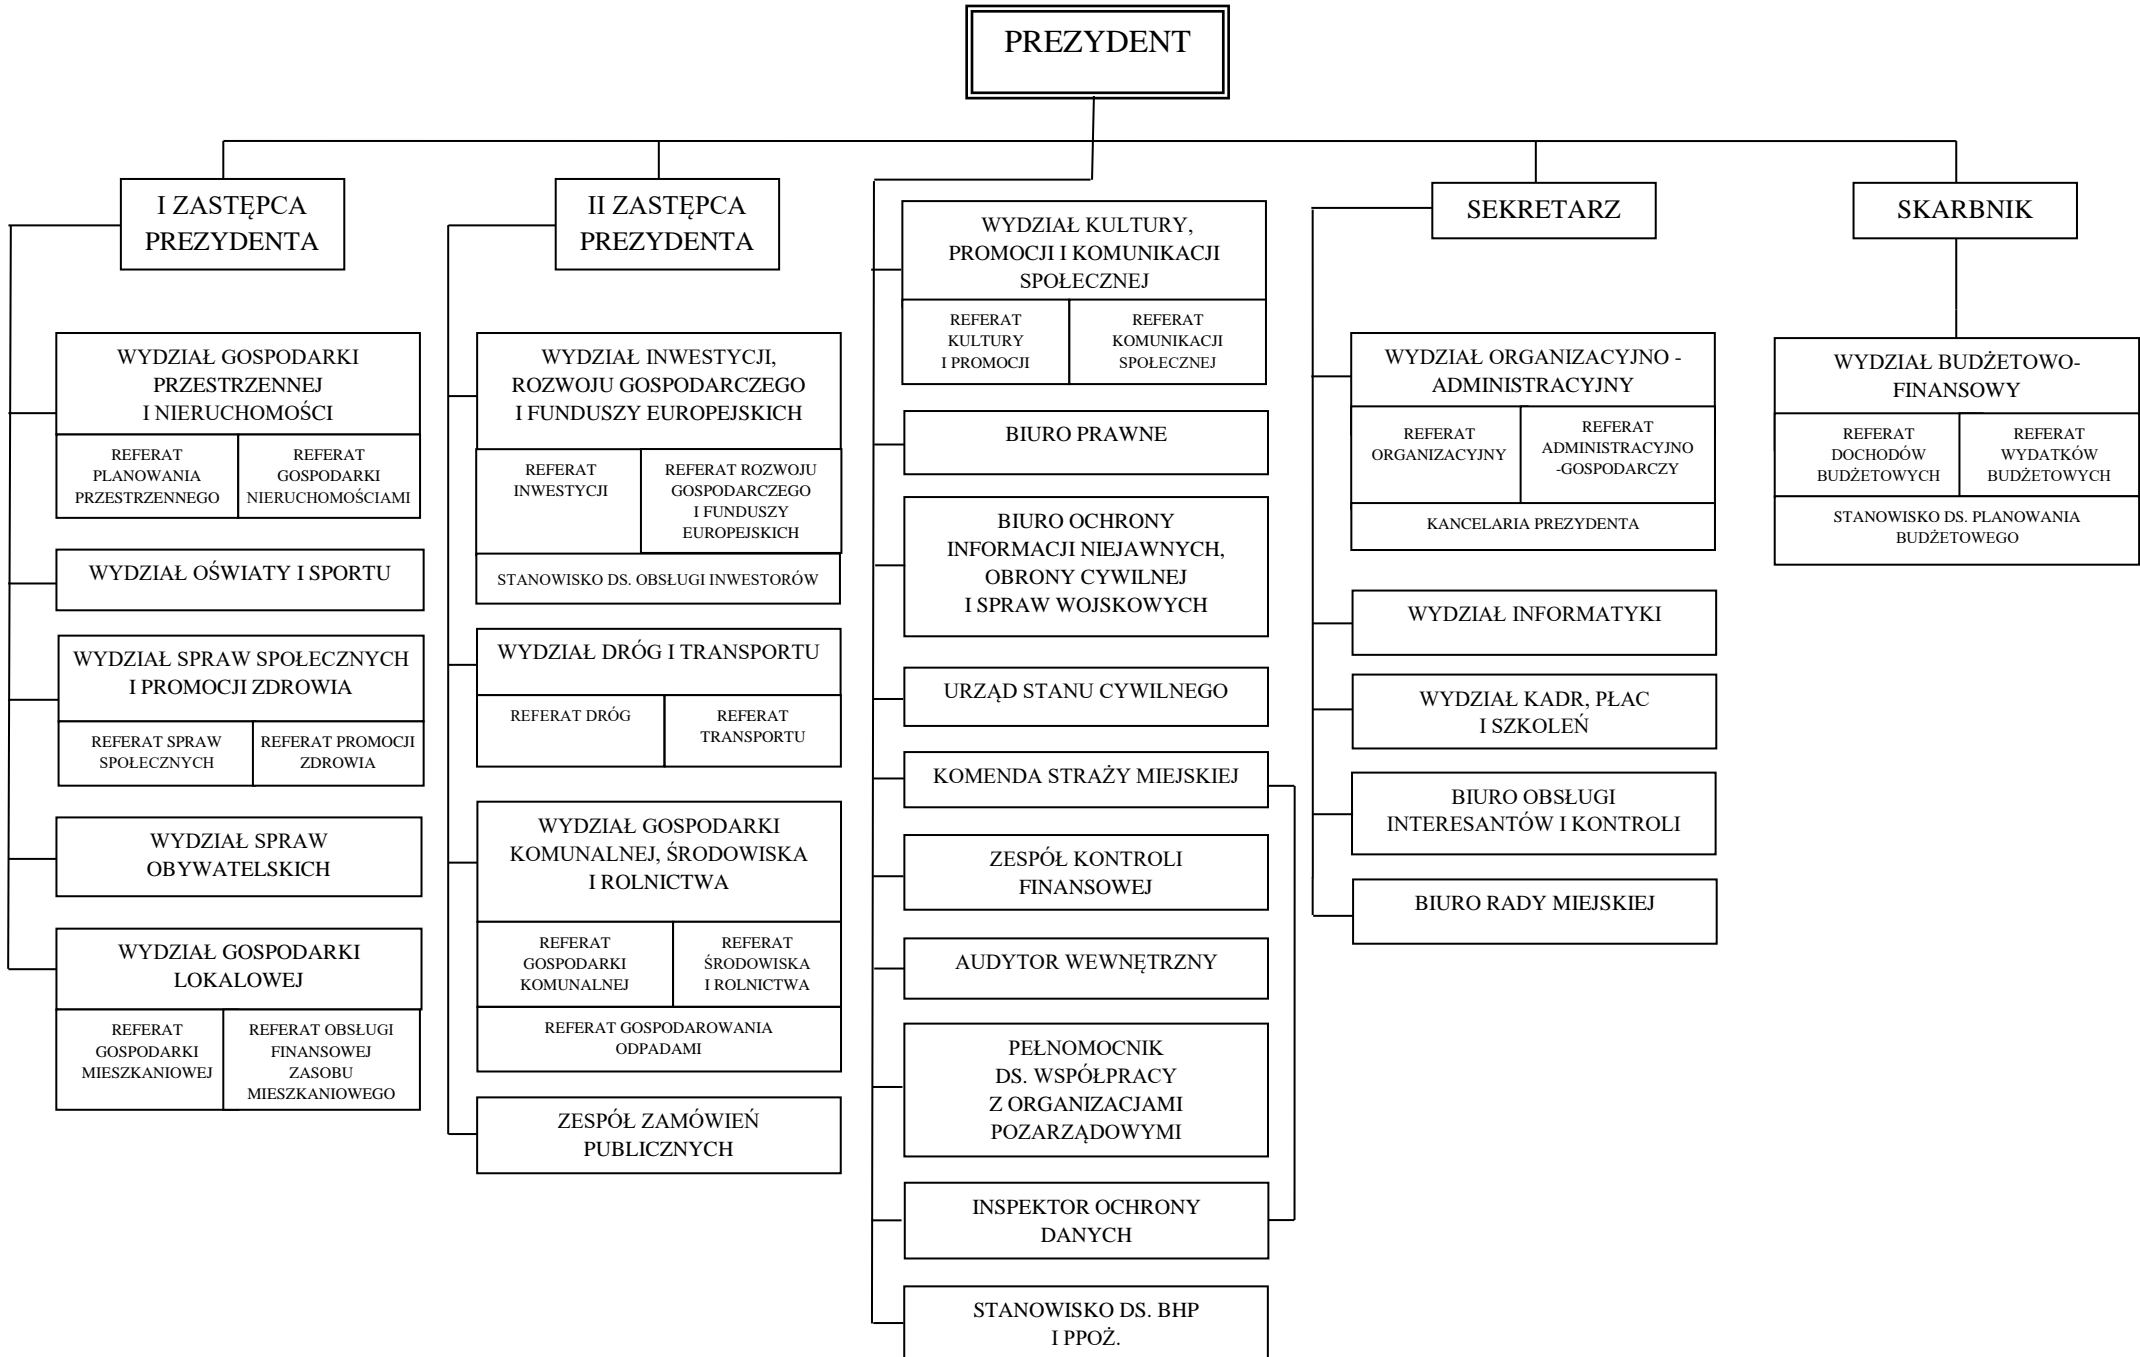 PREZYDENT
I ZASTĘPCA
PREZYDENTA
WYDZIAŁ GOSPODARKI
PRZESTRZENNEJ
I NIERUCHOMOŚCI
REFERAT
PLANOWANIA
PRZESTRZENNEGO
REFERAT
GOSPODARKI
NIERUCHOMOŚCIAMI
WYDZIAŁ OŚWIATY I SPORTU
WYDZIAŁ SPRAW SPOŁECZNYCH
I PROMOCJI ZDROWIA
REFERAT SPRAW
SPOŁECZNYCH
REFERAT PROMOCJI
ZDROWIA
WYDZIAŁ SPRAW
OBYWATELSKICH
WYDZIAŁ GOSPODARKI
LOKALOWEJ
REFERAT
GOSPODARKI
MIESZKANIOWEJ
REFERAT OBSŁUGI
FINANSOWEJ
ZASOBU
MIESZKANIOWEGO
II ZASTĘPCA
PREZYDENTA
WYDZIAŁ INWESTYCJI,
ROZWOJU GOSPODARCZEGO
I FUNDUSZY EUROPEJSKICH
REFERAT
INWESTYCJI
REFERAT ROZWOJU
GOSPODARCZEGO
I FUNDUSZY
EUROPEJSKICH
STANOWISKO DS. OBSŁUGI INWESTORÓW
WYDZIAŁ DRÓG I TRANSPORTU
REFERAT DRÓG
REFERAT
TRANSPORTU
WYDZIAŁ GOSPODARKI
KOMUNALNEJ, ŚRODOWISKA
I ROLNICTWA
REFERAT
GOSPODARKI
KOMUNALNEJ
REFERAT
ŚRODOWISKA
I ROLNICTWA
REFERAT GOSPODAROWANIA
ODPADAMI
ZESPÓŁ ZAMÓWIEŃ
PUBLICZNYCH
WYDZIAŁ KULTURY,
PROMOCJI I KOMUNIKACJI
SPOŁECZNEJ
REFERAT
KULTURY
I PROMOCJI
REFERAT
KOMUNIKACJI
SPOŁECZNEJ
BIURO PRAWNE
BIURO OCHRONY
INFORMACJI NIEJAWNYCH,
OBRONY CYWILNEJ
I SPRAW WOJSKOWYCH
URZĄD STANU CYWILNEGO
KOMENDA STRAŻY MIEJSKIEJ
ZESPÓŁ KONTROLI
FINANSOWEJ
AUDYTOR WEWNĘTRZNY
PEŁNOMOCNIK
DS. WSPÓŁPRACY
Z ORGANIZACJAMI
POZARZĄDOWYMI
INSPEKTOR OCHRONY
DANYCH
STANOWISKO DS. BHP
I PPOŻ.
SEKRETARZ
WYDZIAŁ ORGANIZACYJNO -
ADMINISTRACYJNY
REFERAT
ORGANIZACYJNY
REFERAT
ADMINISTRACYJNO
-GOSPODARCZY
KANCELARIA PREZYDENTA
WYDZIAŁ INFORMATYKI
WYDZIAŁ KADR, PŁAC
I SZKOLEŃ
BIURO OBSŁUGI
INTERESANTÓW I KONTROLI
BIURO RADY MIEJSKIEJ
SKARBNIK
WYDZIAŁ BUDŻETOWO-
FINANSOWY
REFERAT
DOCHODÓW
BUDŻETOWYCH
REFERAT
WYDATKÓW
BUDŻETOWYCH
STANOWISKO DS. PLANOWANIA
BUDŻETOWEGO